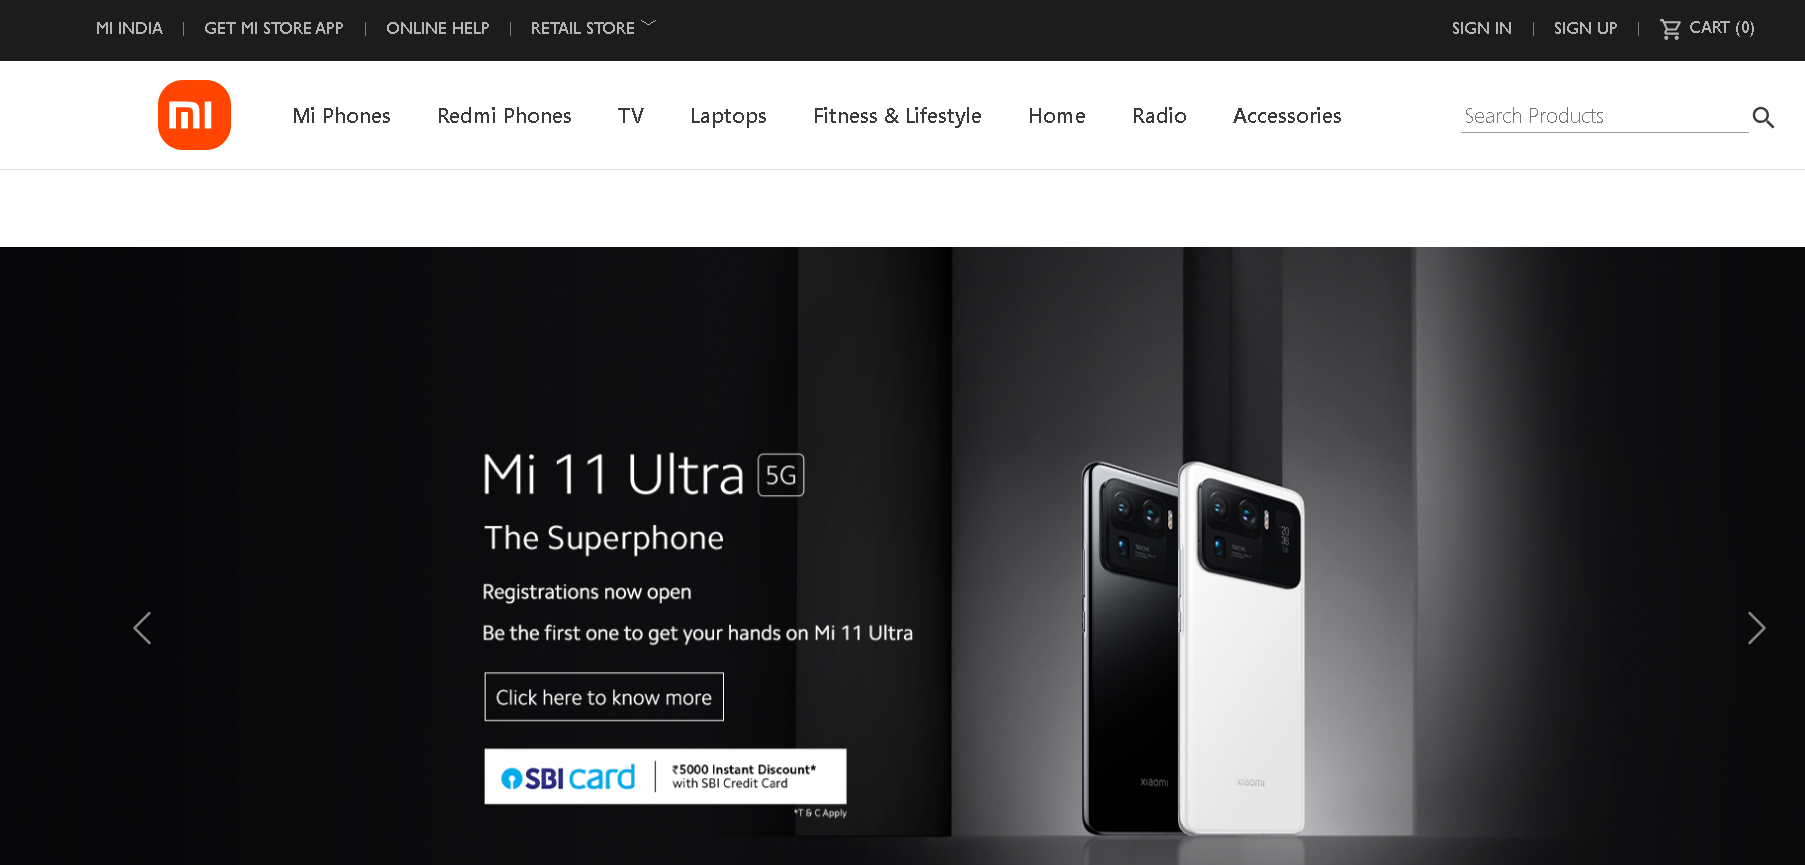 MI INDIA | GET MI STORE APP | ONLINE HELP | RETAIL STORE SIGN IN | SIGN UP | CART (0)
mi Mi Phones Redmi Phones TV Laptops Fitness & Lifestyle Home Radio Accessories Search Products
Mi 11 Ultra 5G
The Superphone
Registrations now open
Be the first one to get your hands on Mi 11 Ultra
Click here to know more
SBI card | ₹5000 Instant Discount*
with SBI Credit Card
*T & C Apply
120X
120X
xiaomi
xiaomi